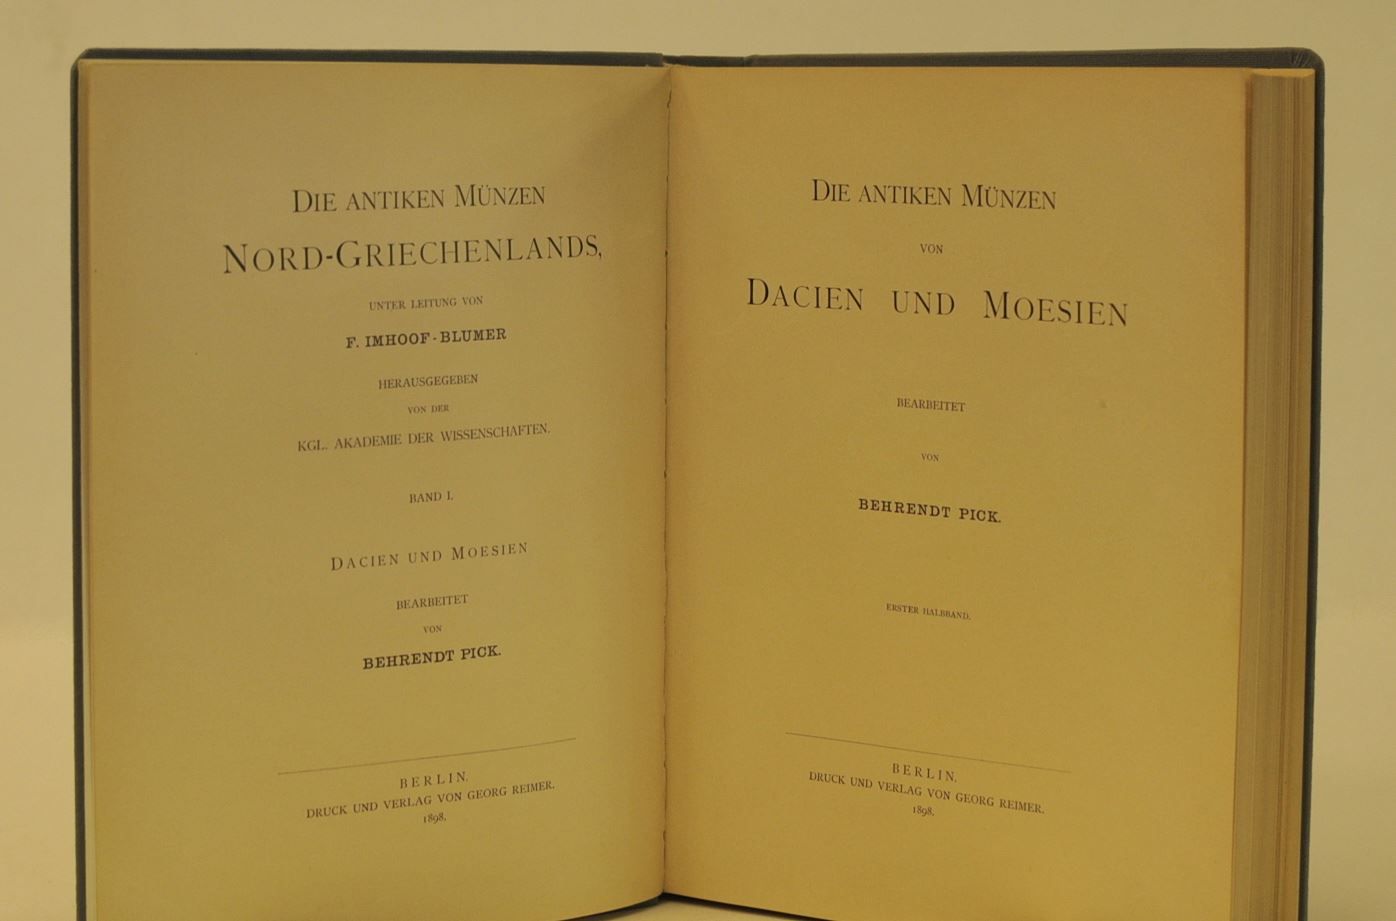 DIE ANTIKEN MÜNZEN
NORD-GRIECHENLANDS,
UNTER LEITUNG VON
F. IMHOOF-BLUMER
HERAUSGEGEBEN
VON DER
KGL. AKADEMIE DER WISSENSCHAFTEN.
BAND I.
DACIEN UND MOESIEN
BEARBEITET
VON
BEHRENDT PICK.
BERLIN.
DRUCK UND VERLAG VON GEORG REIMER.
1898.
DIE ANTIKEN MÜNZEN
VON
DACIEN UND MOESIEN
BEARBEITET
VON
BEHRENDT PICK.
ERSTER HALBBAND.
BERLIN.
DRUCK UND VERLAG VON GEORG REIMER.
1898.